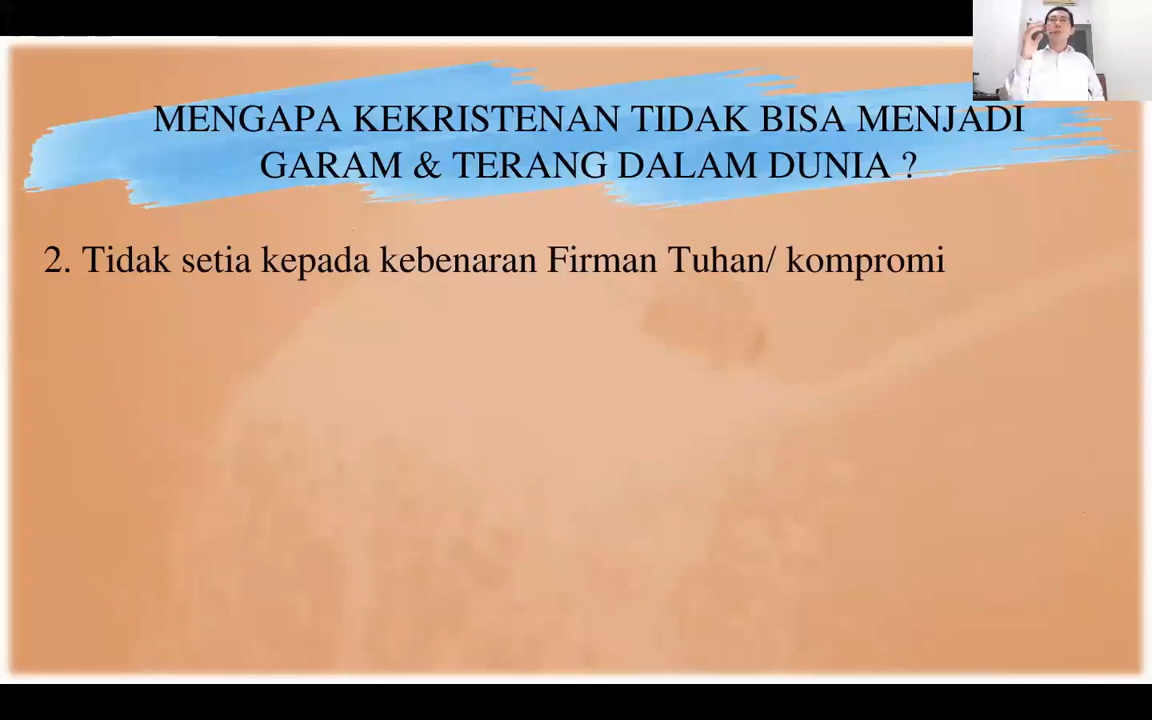 MENGAPA KEKRISTENAN TIDAK BISA MENJADI
GARAM & TERANG DALAM DUNIA ?
2. Tidak setia kepada kebenaran Firman Tuhan/ kompromi